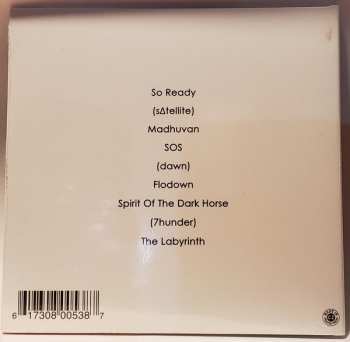 So Ready
(s∆tellite)
Madhuvan
SOS
(dawn)
Flodown
Spirit Of The Dark Horse
(7hunder)
The Labyrinth
6 17308 00538 7